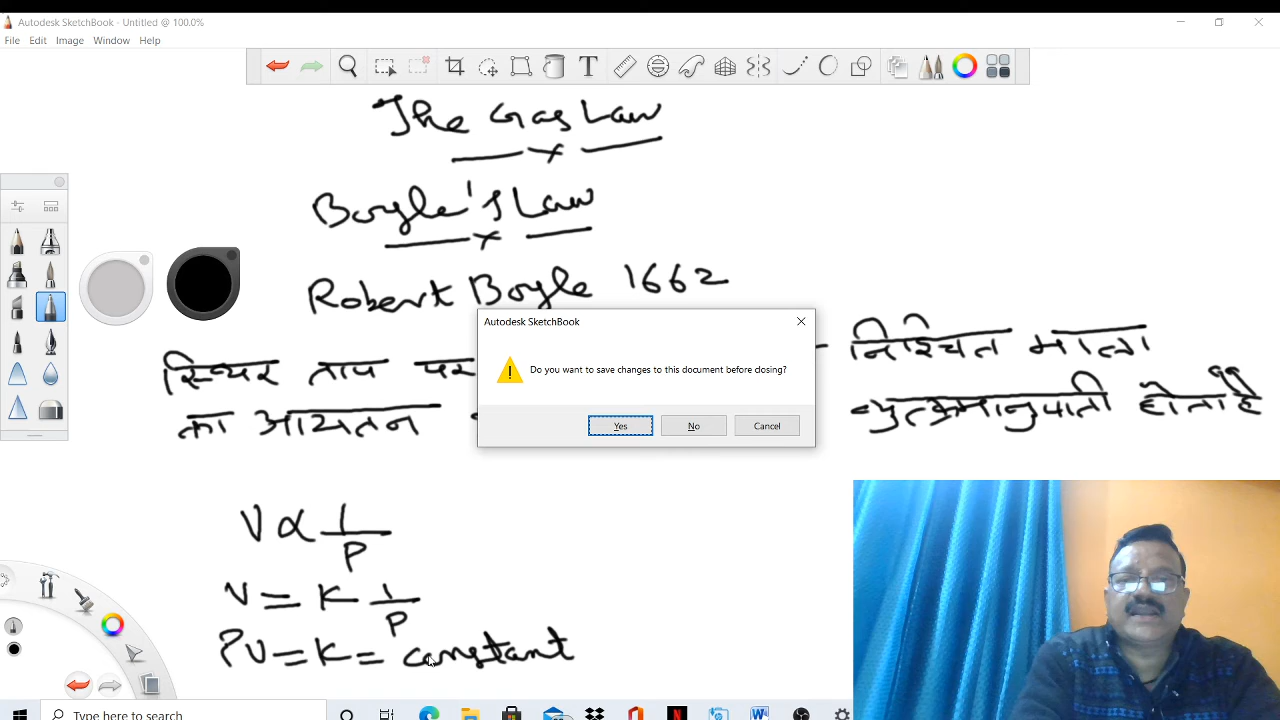 Autodesk SketchBook - Untitled @ 100.0%
File Edit Image Window Help
The Gas Law
Boyle's Law
Robert Boyle 1662
स्थिर ताप पर निश्चित मात्रा
का आयतन व्युत्क्रमानुपाती होता है "
Autodesk SketchBook
Do you want to save changes to this document before closing?
Yes No Cancel
V ∝ 1/P
V = K 1/P
PV = K = constant
Type here to search